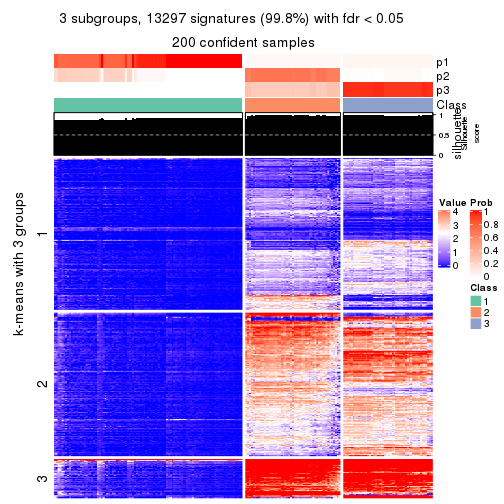 3 subgroups, 13297 signatures (99.8%) with fdr < 0.05
200 confident samples
p1
p2
p3
Class
silhouette
Silhouette
score
1
0.5
0
k-means with 3 groups
1
2
3
Value
4
3
2
1
0
Prob
1
0.8
0.6
0.4
0.2
0
Class
1
2
3